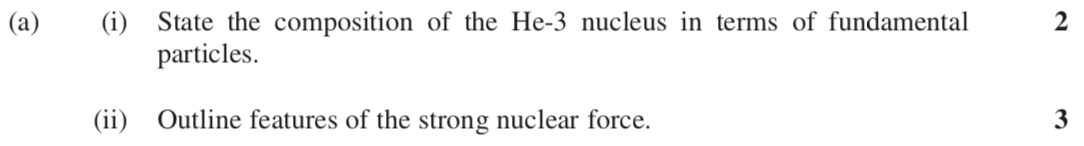 (a) (i) State the composition of the He-3 nucleus in terms of fundamental 2
particles.
(ii) Outline features of the strong nuclear force. 3